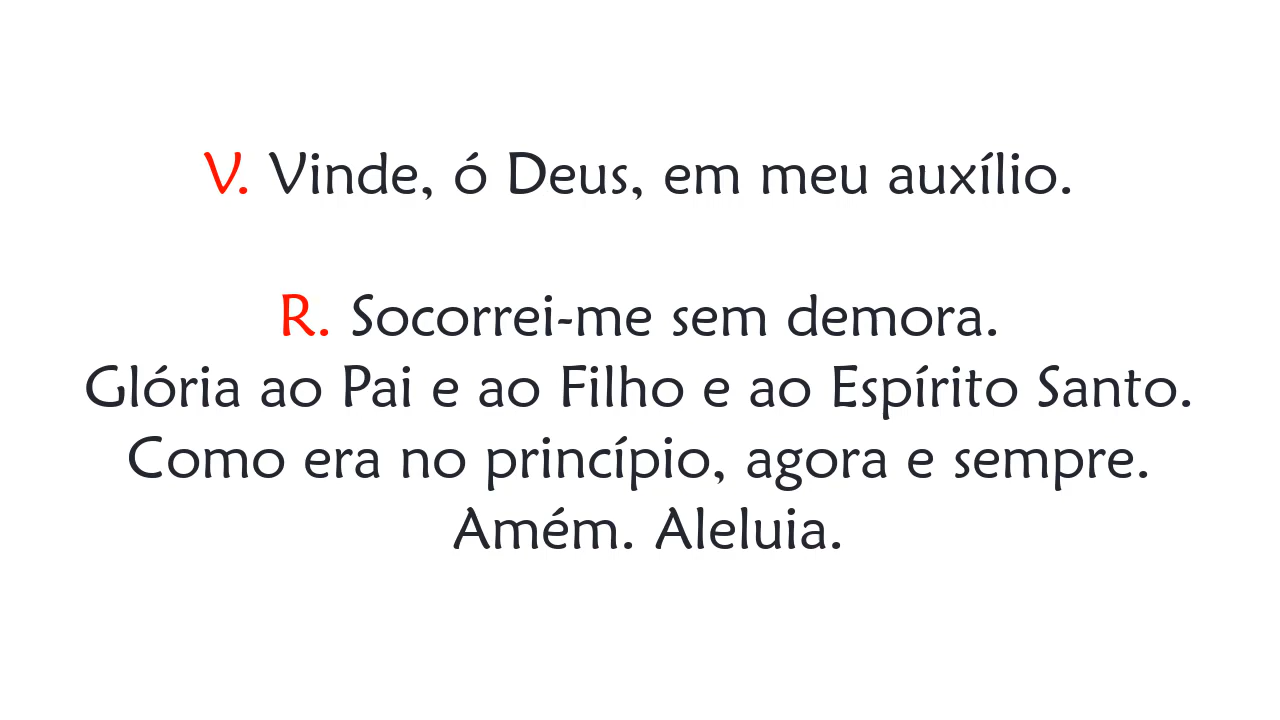 V. Vinde, ó Deus, em meu auxílio.
R. Socorrei-me sem demora.
Glória ao Pai e ao Filho e ao Espírito Santo.
Como era no princípio, agora e sempre.
Amém. Aleluia.